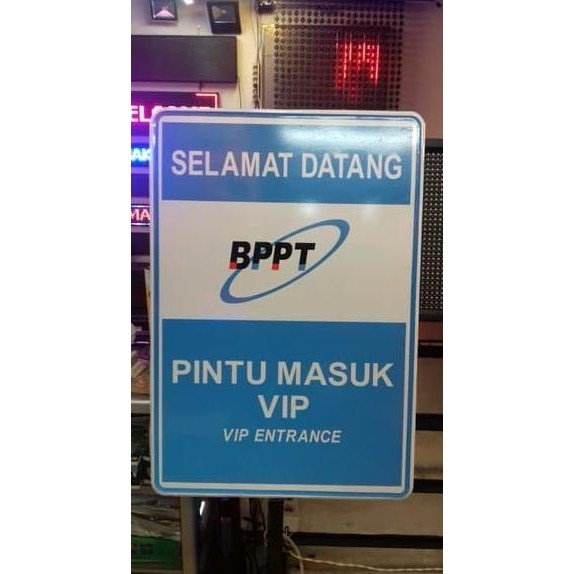 SELAMAT DATANG
BPPT
PINTU MASUK
VIP
VIP ENTRANCE